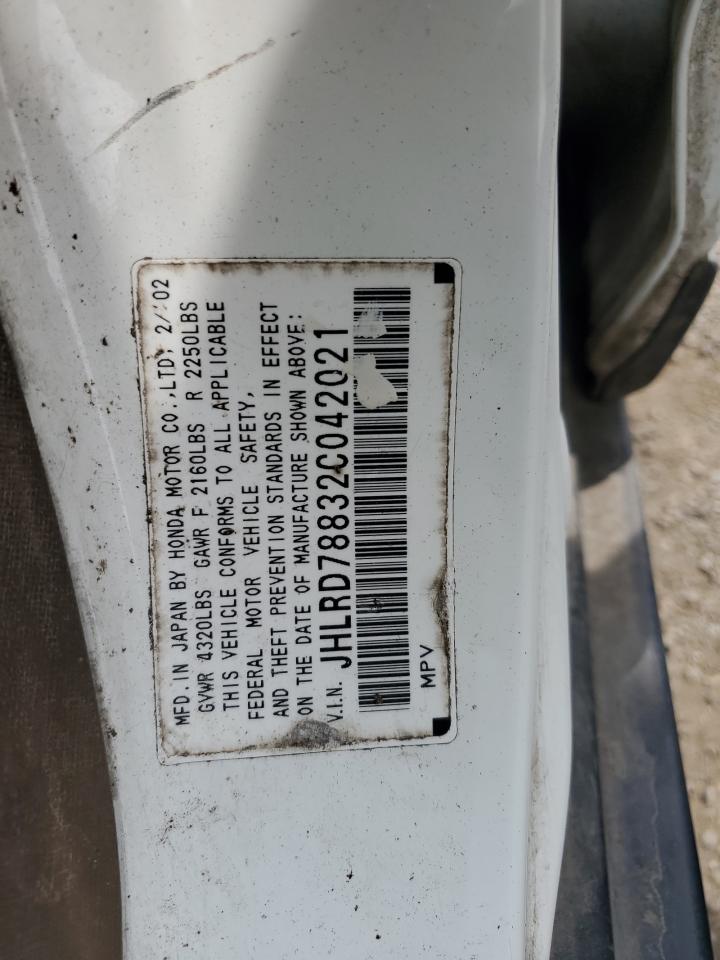 MFD.IN JAPAN BY HONDA MOTOR CO.,LTD; 2/'02
GVWR 4320LBS GAWR F 2160LBS R 2250LBS
THIS VEHICLE CONFORMS TO ALL APPLICABLE
FEDERAL MOTOR VEHICLE SAFETY,
AND THEFT PREVENTION STANDARDS IN EFFECT
ON THE DATE OF MANUFACTURE SHOWN ABOVE:
V.I.N. JHLRD78832C042021
MPV